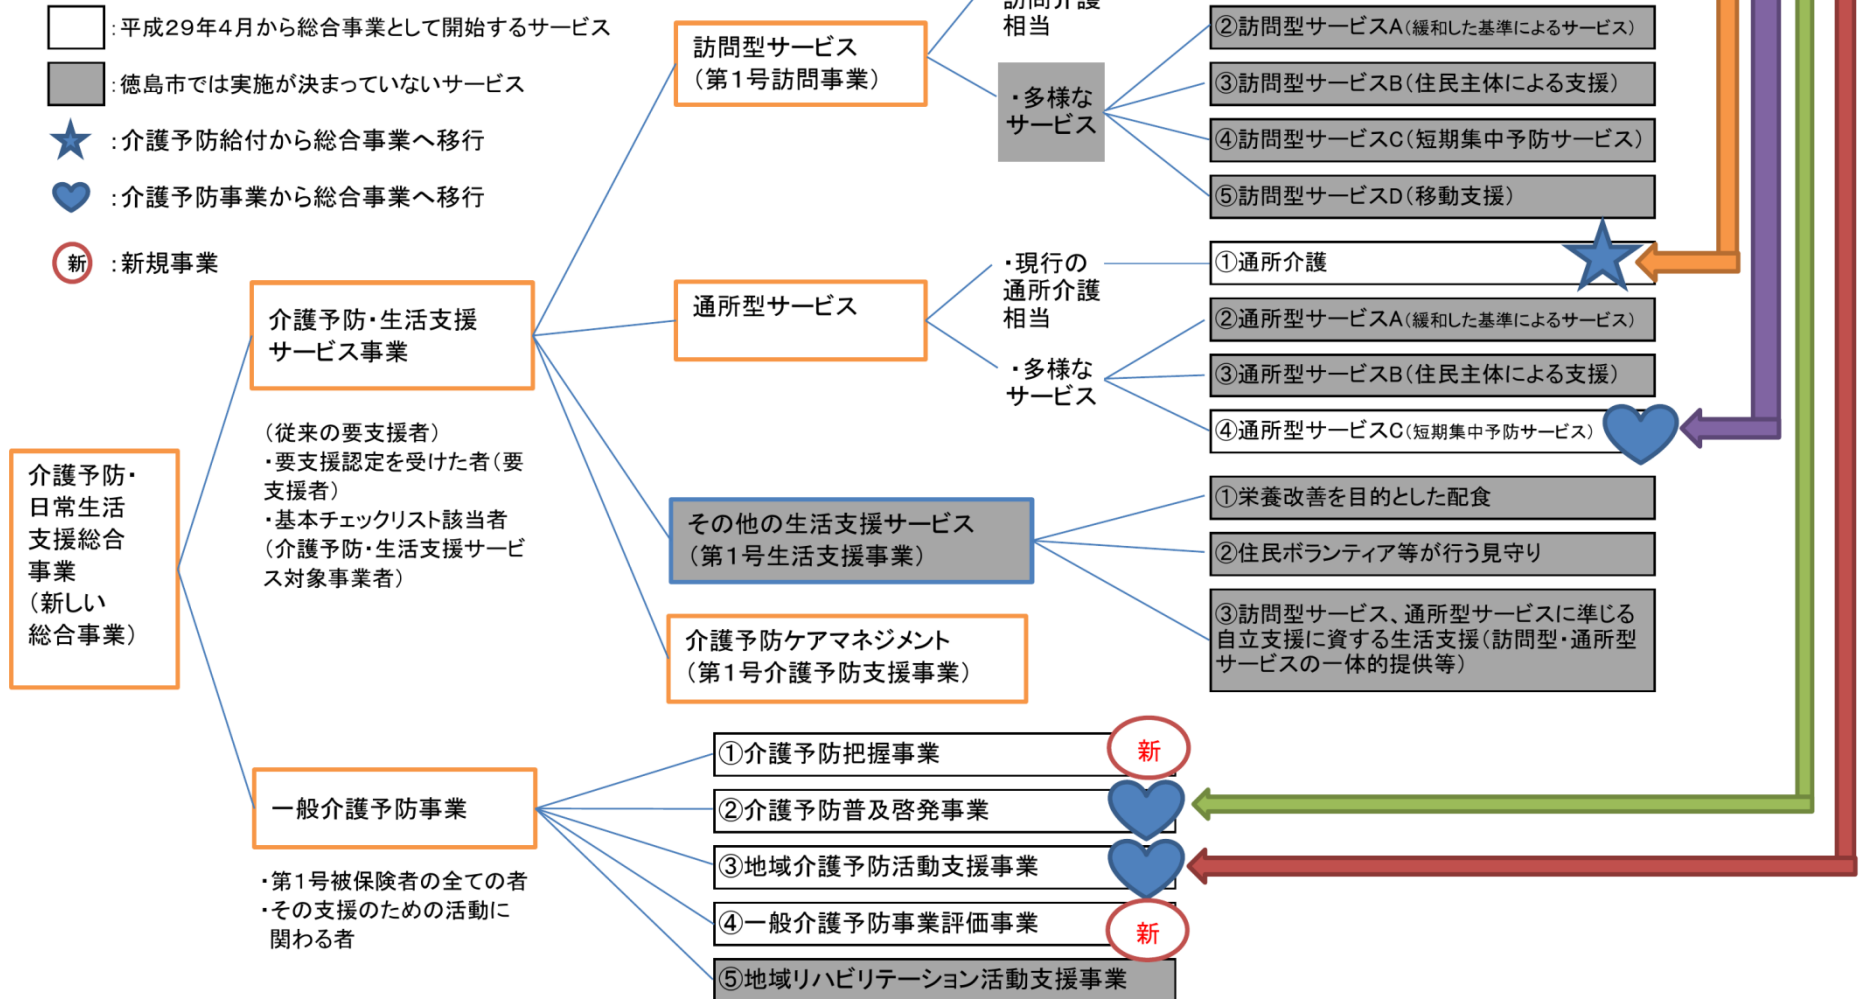 ：平成29年4月から総合事業として開始するサービス
：徳島市では実施が決まっていないサービス
：介護予防給付から総合事業へ移行
：介護予防事業から総合事業へ移行
新
：新規事業
介護予防・
日常生活
支援総合
事業
（新しい
総合事業）
介護予防・生活支援
サービス事業
（従来の要支援者）
・要支援認定を受けた者（要
支援者）
・基本チェックリスト該当者
（介護予防・生活支援サービ
ス対象事業者）
訪問型サービス
（第1号訪問事業）
訪問介護
相当
・多様な
サービス
②訪問型サービスA（緩和した基準によるサービス）
③訪問型サービスB（住民主体による支援）
④訪問型サービスC（短期集中予防サービス）
⑤訪問型サービスD（移動支援）
通所型サービス
・現行の
通所介護
相当
・多様な
サービス
①通所介護
②通所型サービスA（緩和した基準によるサービス）
③通所型サービスB（住民主体による支援）
④通所型サービスC（短期集中予防サービス）
その他の生活支援サービス
（第1号生活支援事業）
①栄養改善を目的とした配食
②住民ボランティア等が行う見守り
③訪問型サービス、通所型サービスに準じる
自立支援に資する生活支援（訪問型・通所型
サービスの一体的提供等）
介護予防ケアマネジメント
（第1号介護予防支援事業）
一般介護予防事業
・第1号被保険者の全ての者
・その支援のための活動に
関わる者
①介護予防把握事業
新
②介護予防普及啓発事業
③地域介護予防活動支援事業
④一般介護予防事業評価事業
新
⑤地域リハビリテーション活動支援事業